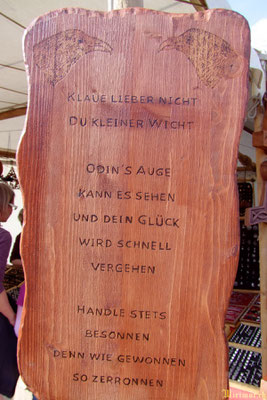 KLAUE LIEBER NICHT
DU KLEINER WICHT
ODIN'S AUGE
KANN ES SEHEN
UND DEIN GLÜCK
WIRD SCHNELL
VERGEHEN
HANDLE STETS
BESONNEN
DENN WIE GEWONNEN
SO ZERRONNEN